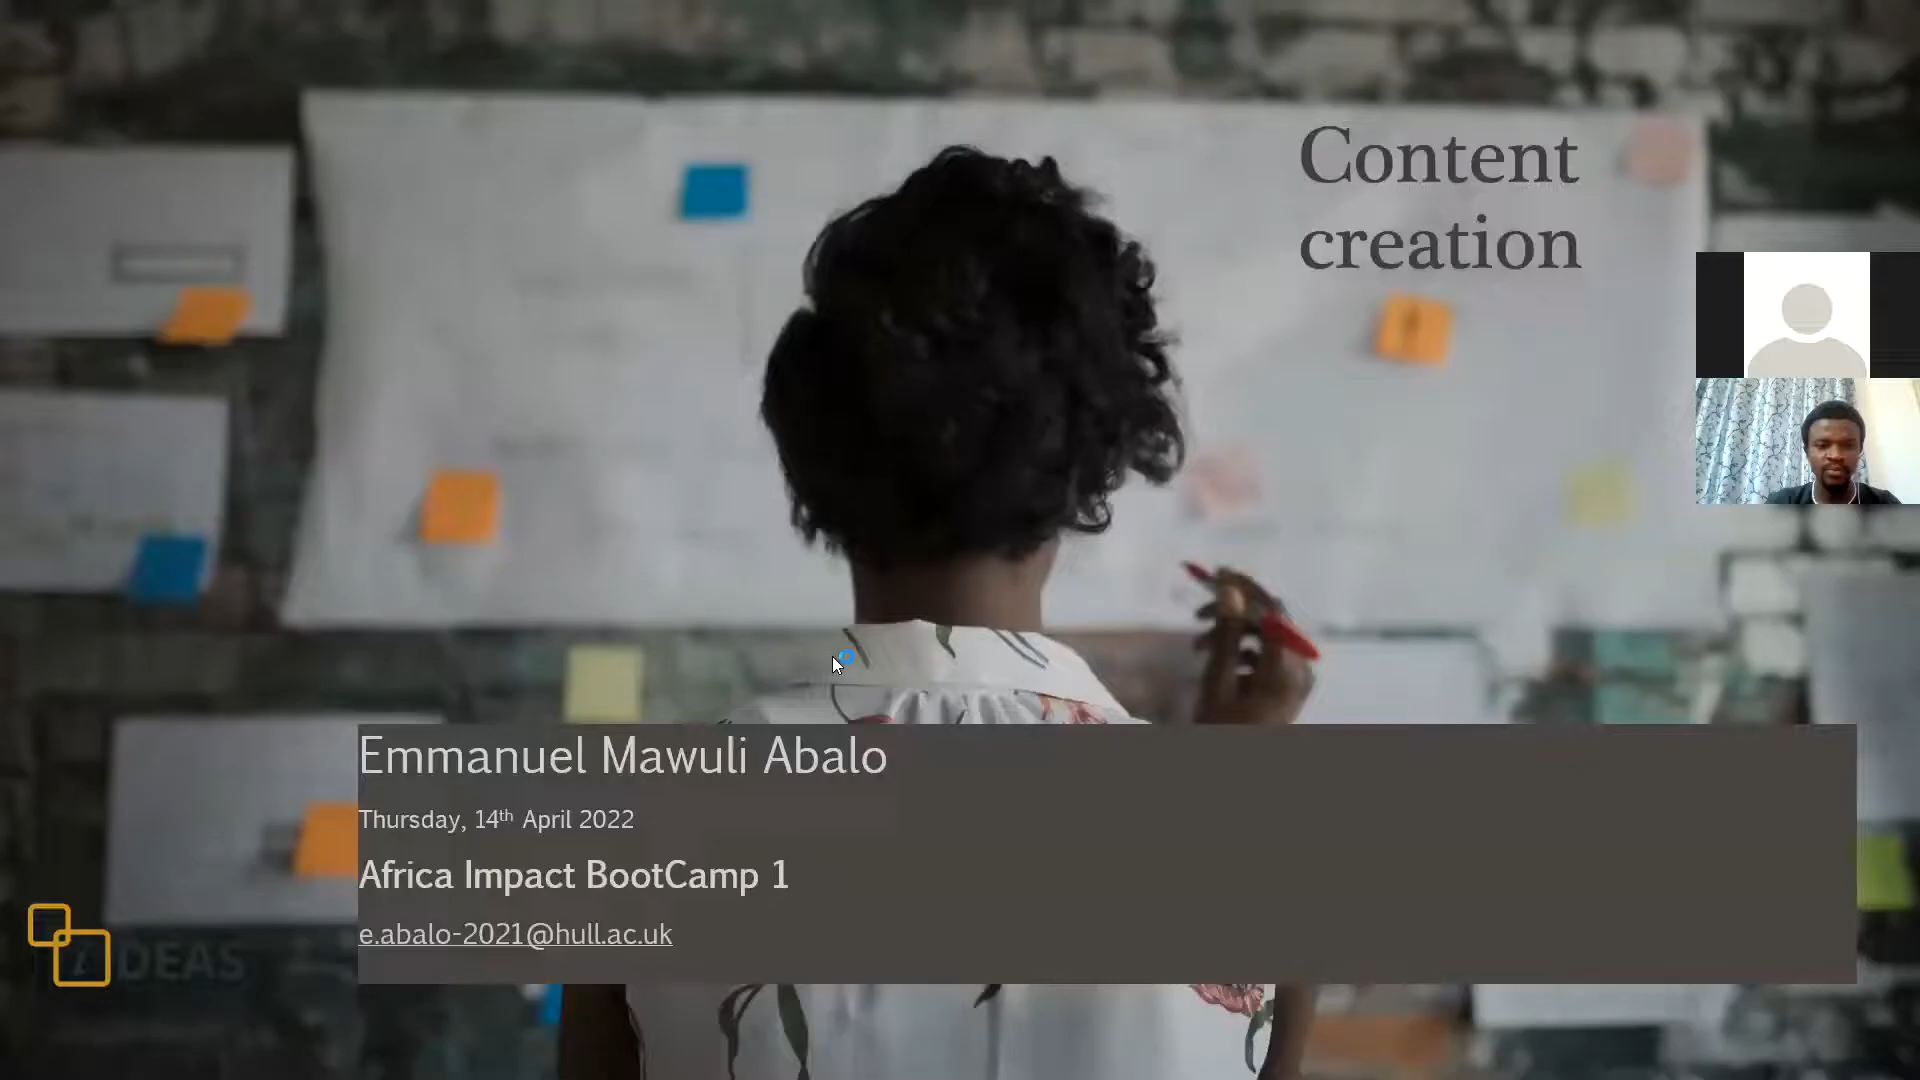 Content
creation
Emmanuel Mawuli Abalo
Thursday, 14th April 2022
Africa Impact BootCamp 1
e.abalo-2021@hull.ac.uk
IDEAS